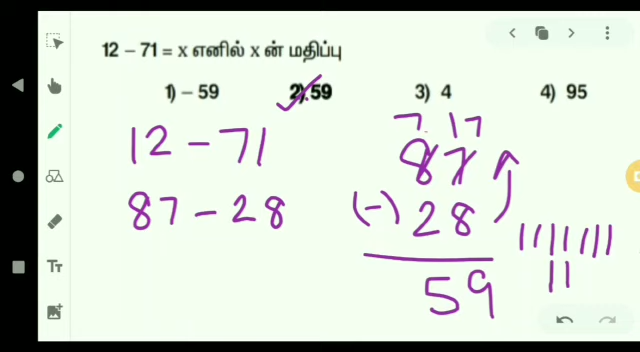 12 – 71 = x எனில் x ன் மதிப்பு
1) – 59 2) 59 3) 4 4) 95
12 - 71
87 - 28
7 17
87
(-) 28
59
Tт